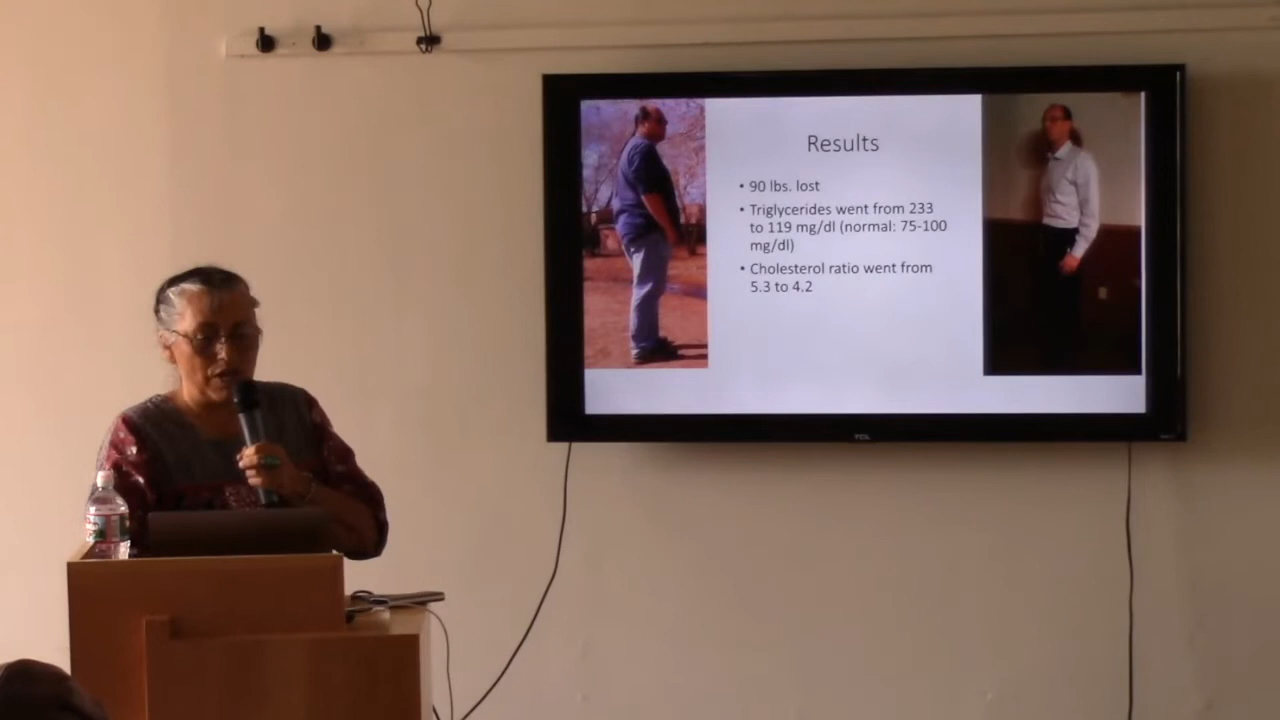 Results
• 90 lbs. lost
• Triglycerides went from 233
to 119 mg/dl (normal: 75-100
mg/dl)
• Cholesterol ratio went from
5.3 to 4.2
TCL